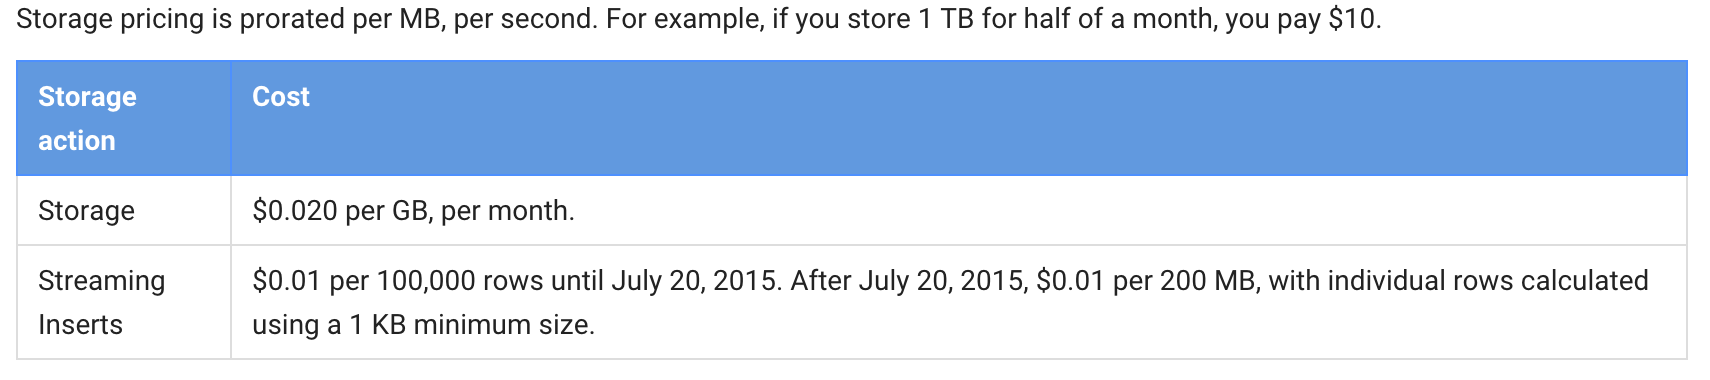 Storage pricing is prorated per MB, per second. For example, if you store 1 TB for half of a month, you pay $10.
Storage action
Cost
Storage
$0.020 per GB, per month.
Streaming Inserts
$0.01 per 100,000 rows until July 20, 2015. After July 20, 2015, $0.01 per 200 MB, with individual rows calculated
using a 1 KB minimum size.